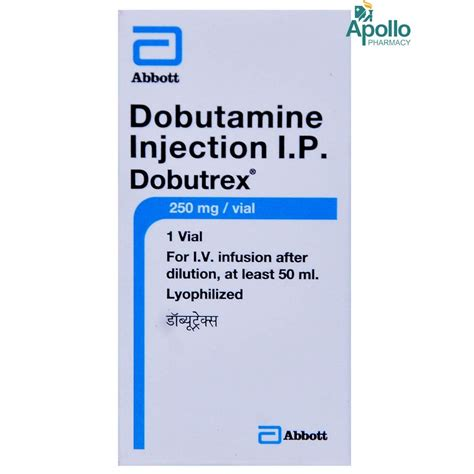 Apollo
PHARMACY
Abbott
Dobutamine
Injection I.P.
Dobutrex®
250 mg / vial
1 Vial
For I.V. infusion after
dilution, at least 50 ml.
Lyophilized
डॉब्यूट्रेक्स
Abbott